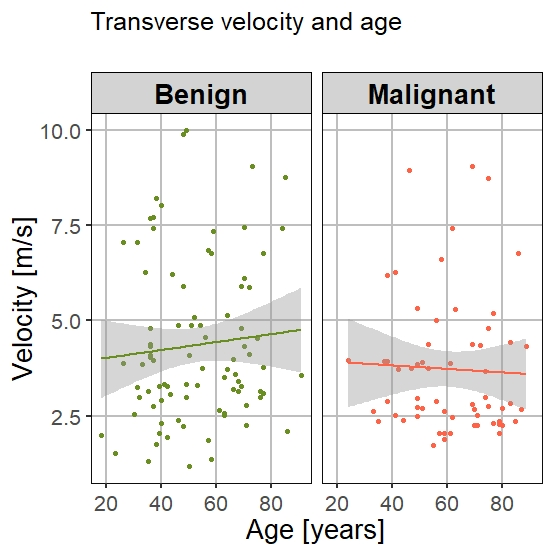 Transverse velocity and age
Benign Malignant
10.0
7.5
5.0
2.5
Velocity [m/s]
20 40 60 80 20 40 60 80
Age [years]